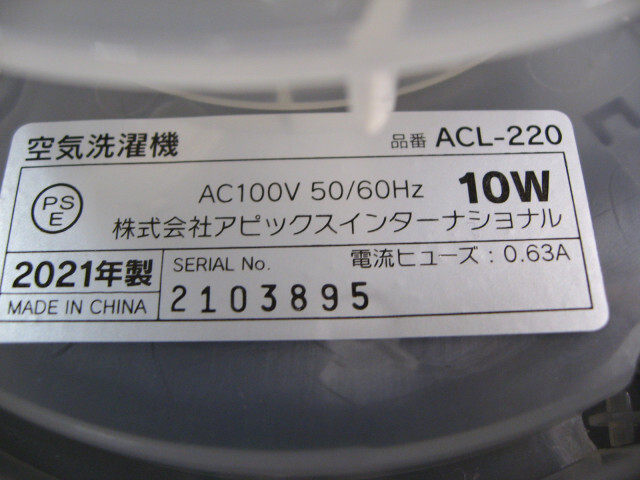 空気洗濯機 品番 ACL-220
PSE AC100V 50/60Hz 10W
株式会社アピックスインターナショナル
2021年製 SERIAL No. 電流ヒューズ：0.63A
MADE IN CHINA 2103895